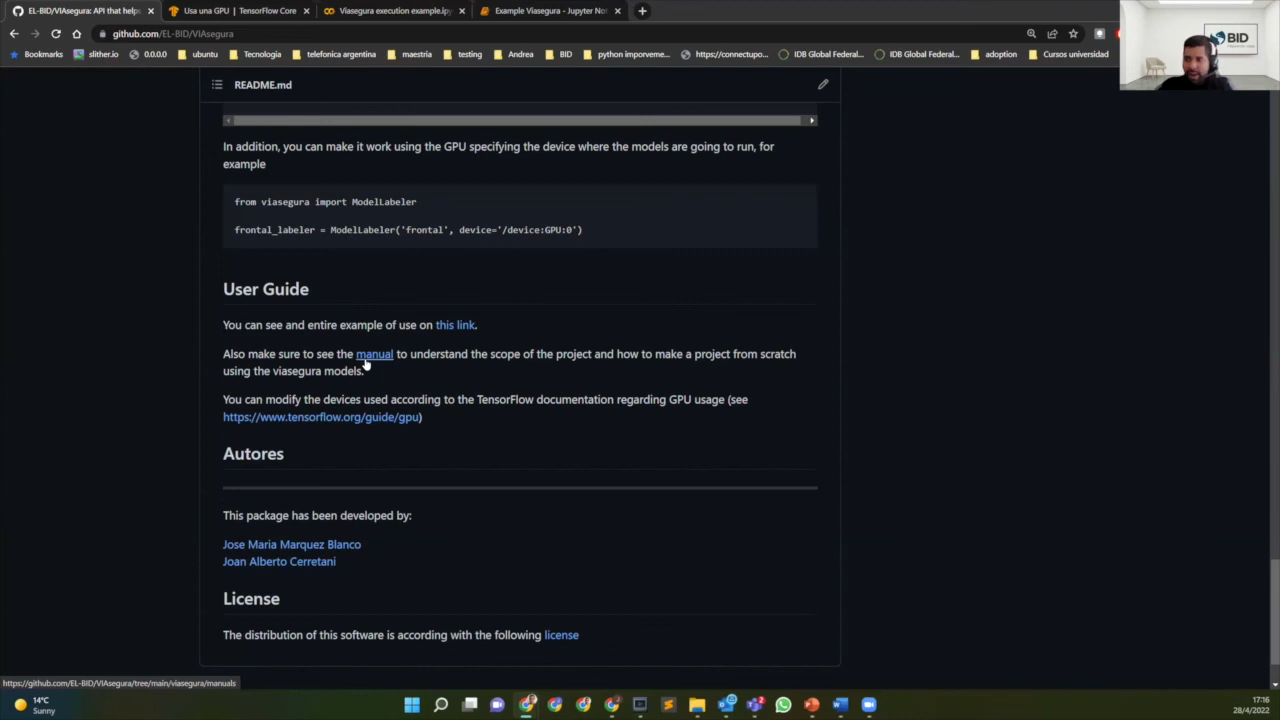 EL-BID/VIAsegura: API that helps
Usa una GPU | TensorFlow Core
Viasegura execution example.ipy
Example Viasegura - Jupyter Not
github.com/EL-BID/VIAsegura
Bookmarks
slither.io
0.0.0.0
ubuntu
Tecnologia
telefonica argentina
maestria
testing
Andrea
BID
python imporveme...
https://connectupo...
IDB Global Federal...
IDB Global Federal...
adoption
Cursos universidad
BID
README.md
In addition, you can make it work using the GPU specifying the device where the models are going to run, for
example
from viasegura import ModelLabeler
frontal_labeler = ModelLabeler('frontal', device='/device:GPU:0')
User Guide
You can see and entire example of use on this link.
Also make sure to see the manual to understand the scope of the project and how to make a project from scratch
using the viasegura models.
You can modify the devices used according to the TensorFlow documentation regarding GPU usage (see
https://www.tensorflow.org/guide/gpu)
Autores
This package has been developed by:
Jose Maria Marquez Blanco
Joan Alberto Cerretani
License
The distribution of this software is according with the following license
https://github.com/EL-BID/VIAsegura/tree/main/viasegura/manuals
14°C
Sunny
17:16
28/4/2022